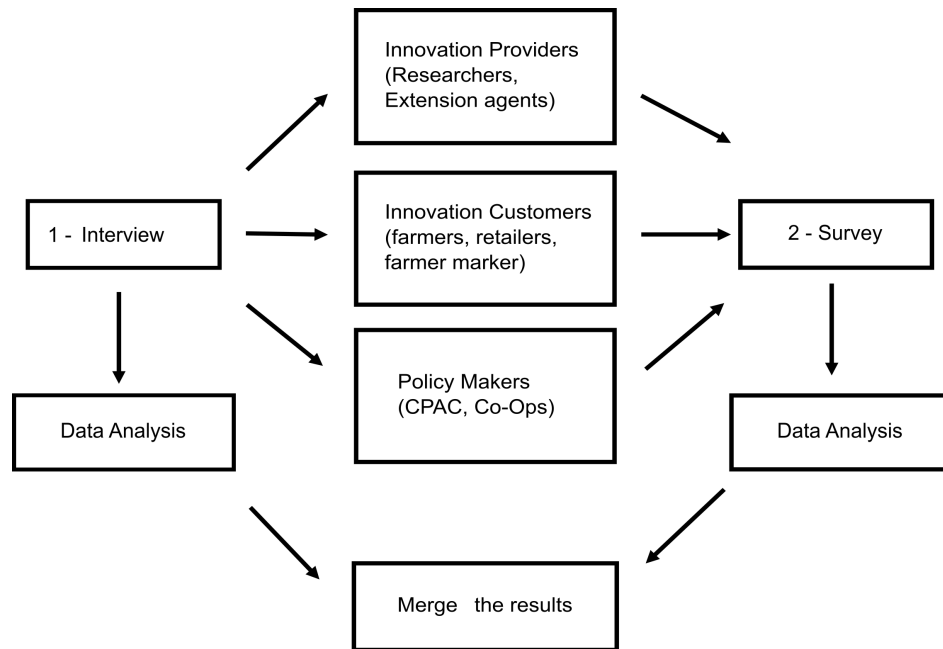 Innovation Providers
(Researchers,
Extension agents)
1 - Interview
Innovation Customers
(farmers, retailers,
farmer marker)
2 - Survey
Policy Makers
(CPAC, Co-Ops)
Data Analysis
Data Analysis
Merge the results